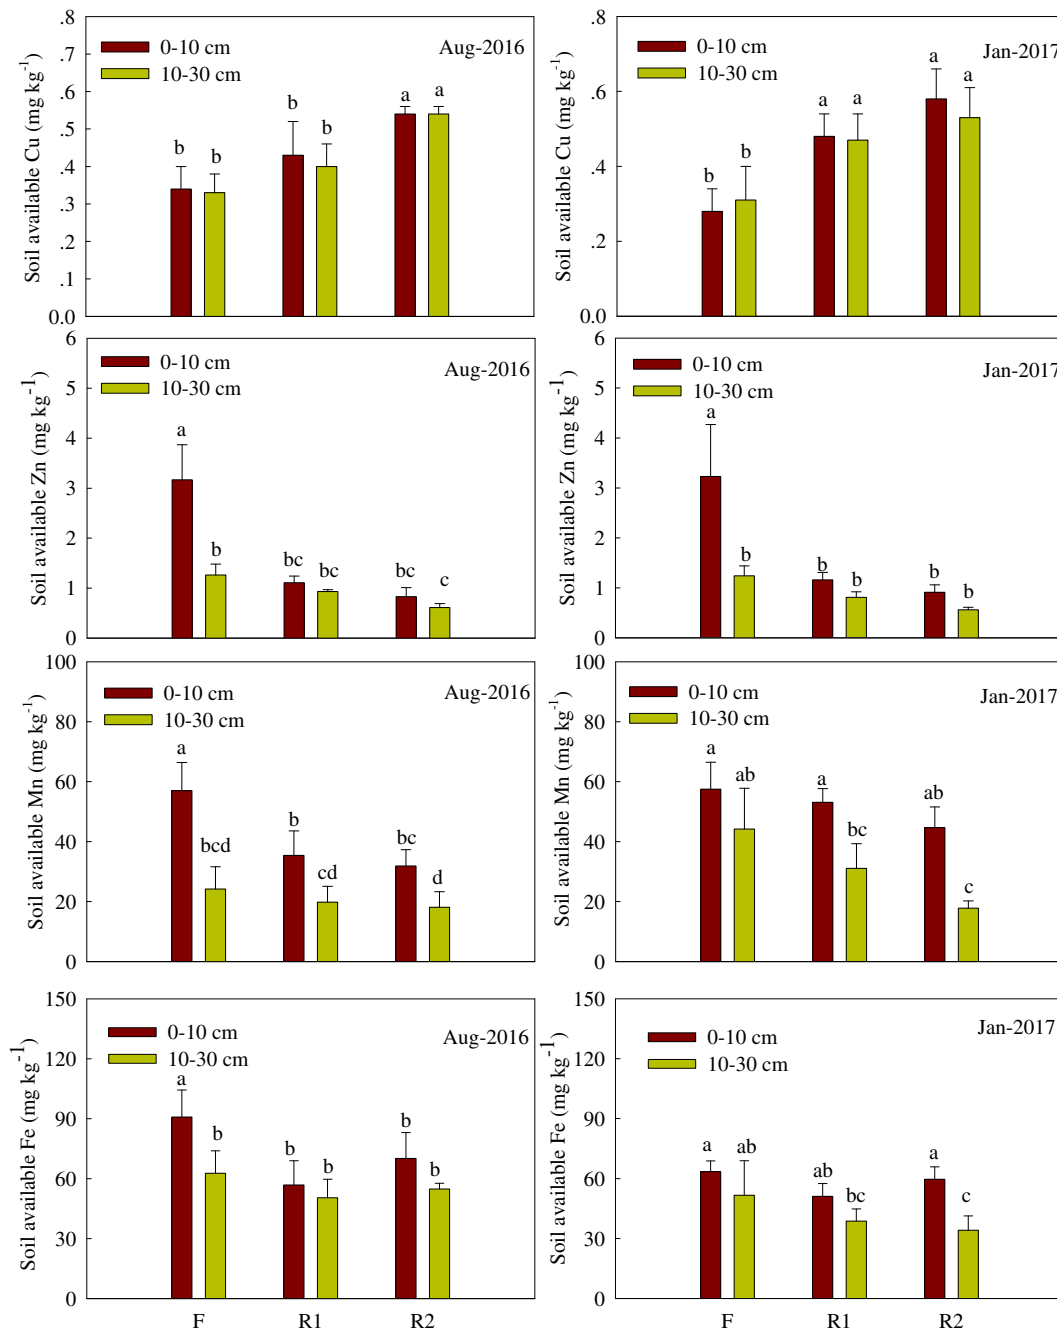 Soil available Cu (mg kg-1)
.8
.6
.5
.4
.3
.2
.1
0.0
0-10 cm
10-30 cm
Aug-2016
b
b
b
b
a
a
Soil available Cu (mg kg-1)
.8
.6
.4
.2
0.0
0-10 cm
10-30 cm
Jan-2017
b
b
a
a
a
a
Soil available Zn (mg kg-1)
6
5
4
3
2
1
0
0-10 cm
10-30 cm
Aug-2016
a
b
bc
bc
bc
c
Soil available Zn (mg kg-1)
6
5
4
3
2
1
0
0-10 cm
10-30 cm
Jan-2017
a
b
b
b
b
b
Soil available Mn (mg kg-1)
100
80
60
40
20
0
0-10 cm
10-30 cm
Aug-2016
a
bcd
b
cd
bc
d
Soil available Mn (mg kg-1)
100
80
60
40
20
0
0-10 cm
10-30 cm
Jan-2017
a
ab
a
bc
ab
c
Soil available Fe (mg kg-1)
150
120
90
60
30
0
0-10 cm
10-30 cm
Aug-2016
a
b
b
b
b
b
F
R1
R2
Soil available Fe (mg kg-1)
150
120
90
60
30
0
0-10 cm
10-30 cm
Jan-2017
a
ab
ab
bc
a
c
F
R1
R2